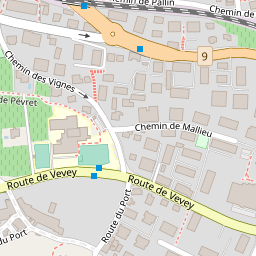 Chemin de Pallin
Chemin des Vignes
9
de Pévret
Chemin de Mallieu
Route de Vevey
Route de Vevey
Route du Port
du Port